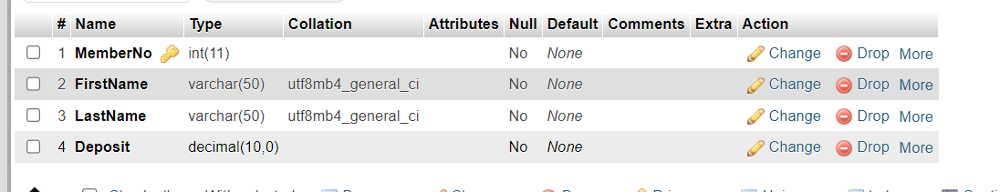 # Name Type Collation Attributes Null Default Comments Extra Action
1 MemberNo int(11) No None Change Drop More
2 FirstName varchar(50) utf8mb4_general_ci No None Change Drop More
3 LastName varchar(50) utf8mb4_general_ci No None Change Drop More
4 Deposit decimal(10,0) No None Change Drop More